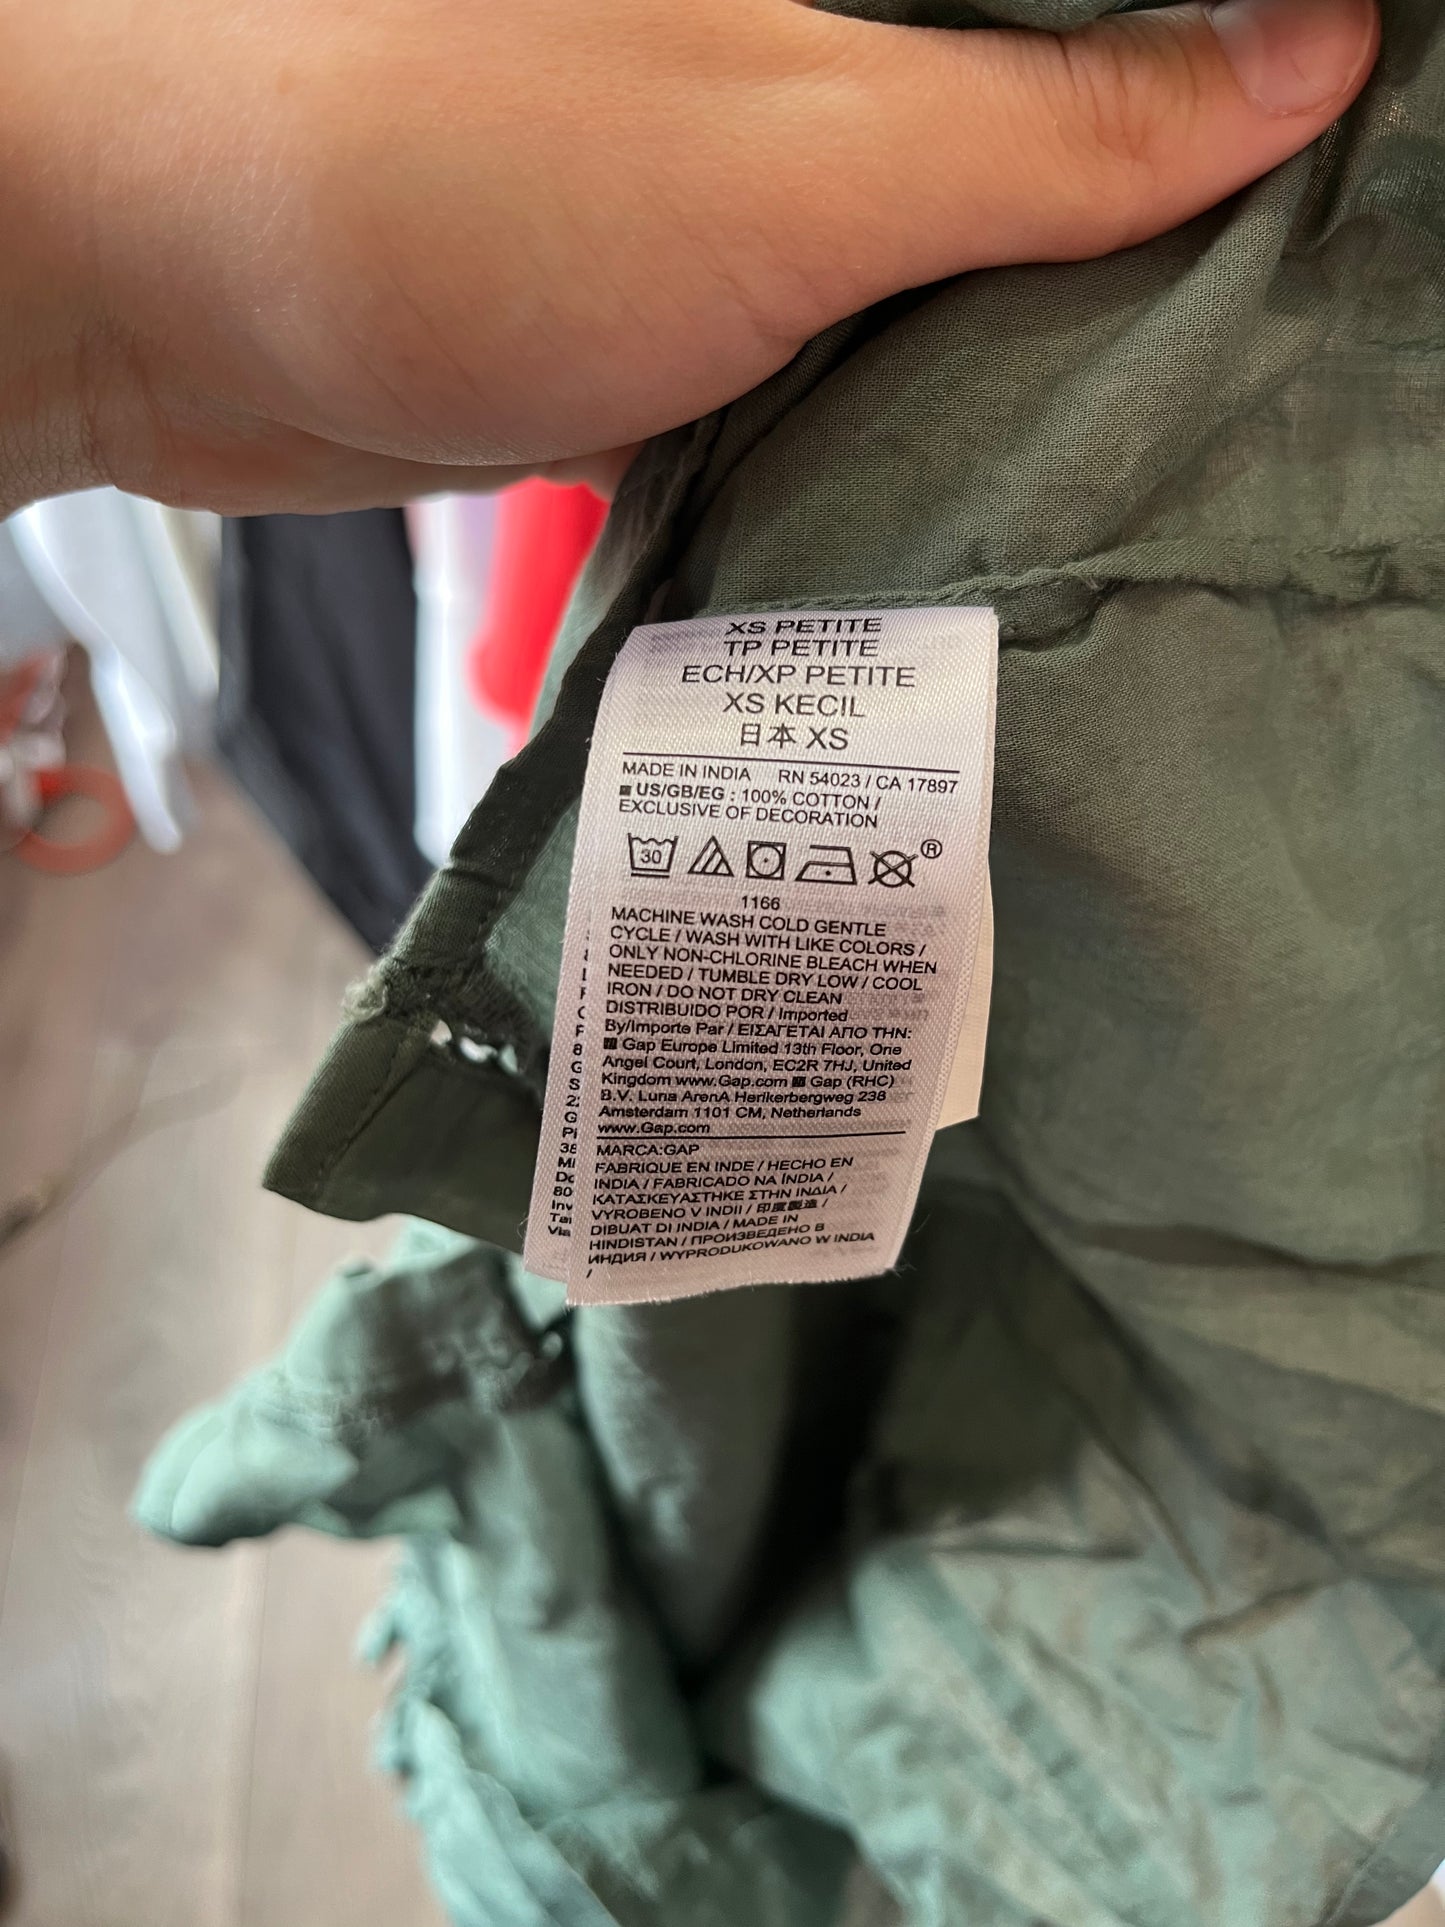 XS PETITE
TP PETITE
ECH/XP PETITE
XS KECIL
日本 XS
MADE IN INDIA RN 54023 / CA 17897
US/GB/EG : 100% COTTON /
EXCLUSIVE OF DECORATION
30 ®
1166
MACHINE WASH COLD GENTLE
CYCLE / WASH WITH LIKE COLORS /
ONLY NON-CHLORINE BLEACH WHEN
NEEDED / TUMBLE DRY LOW / COOL
IRON / DO NOT DRY CLEAN
DISTRIBUIDO POR / Imported
By/Importe Par / ΕΙΣΑΓΕΤΑΙ ΑΠΟ ΤΗΝ:
Gap Europe Limited 13th Floor, One
Angel Court, London, EC2R 7HJ, United
Kingdom www.Gap.com Gap (RHC)
B.V. Luna ArenA Herikerbergweg 238
Amsterdam 1101 CM, Netherlands
www.Gap.com
MARCA:GAP
FABRIQUE EN INDE / HECHO EN
INDIA / FABRICADO NA ÍNDIA /
ΚΑΤΑΣΚΕΥΑΣΤΗΚΕ ΣΤΗΝ ΙΝΔΙΑ /
VYROBENO V INDII / 印度製造 /
DIBUAT DI INDIA / MADE IN
HINDISTAN / ПРОИЗВЕДЕНО В
ИНДИЯ / WYPRODUKOWANO W INDIA
/